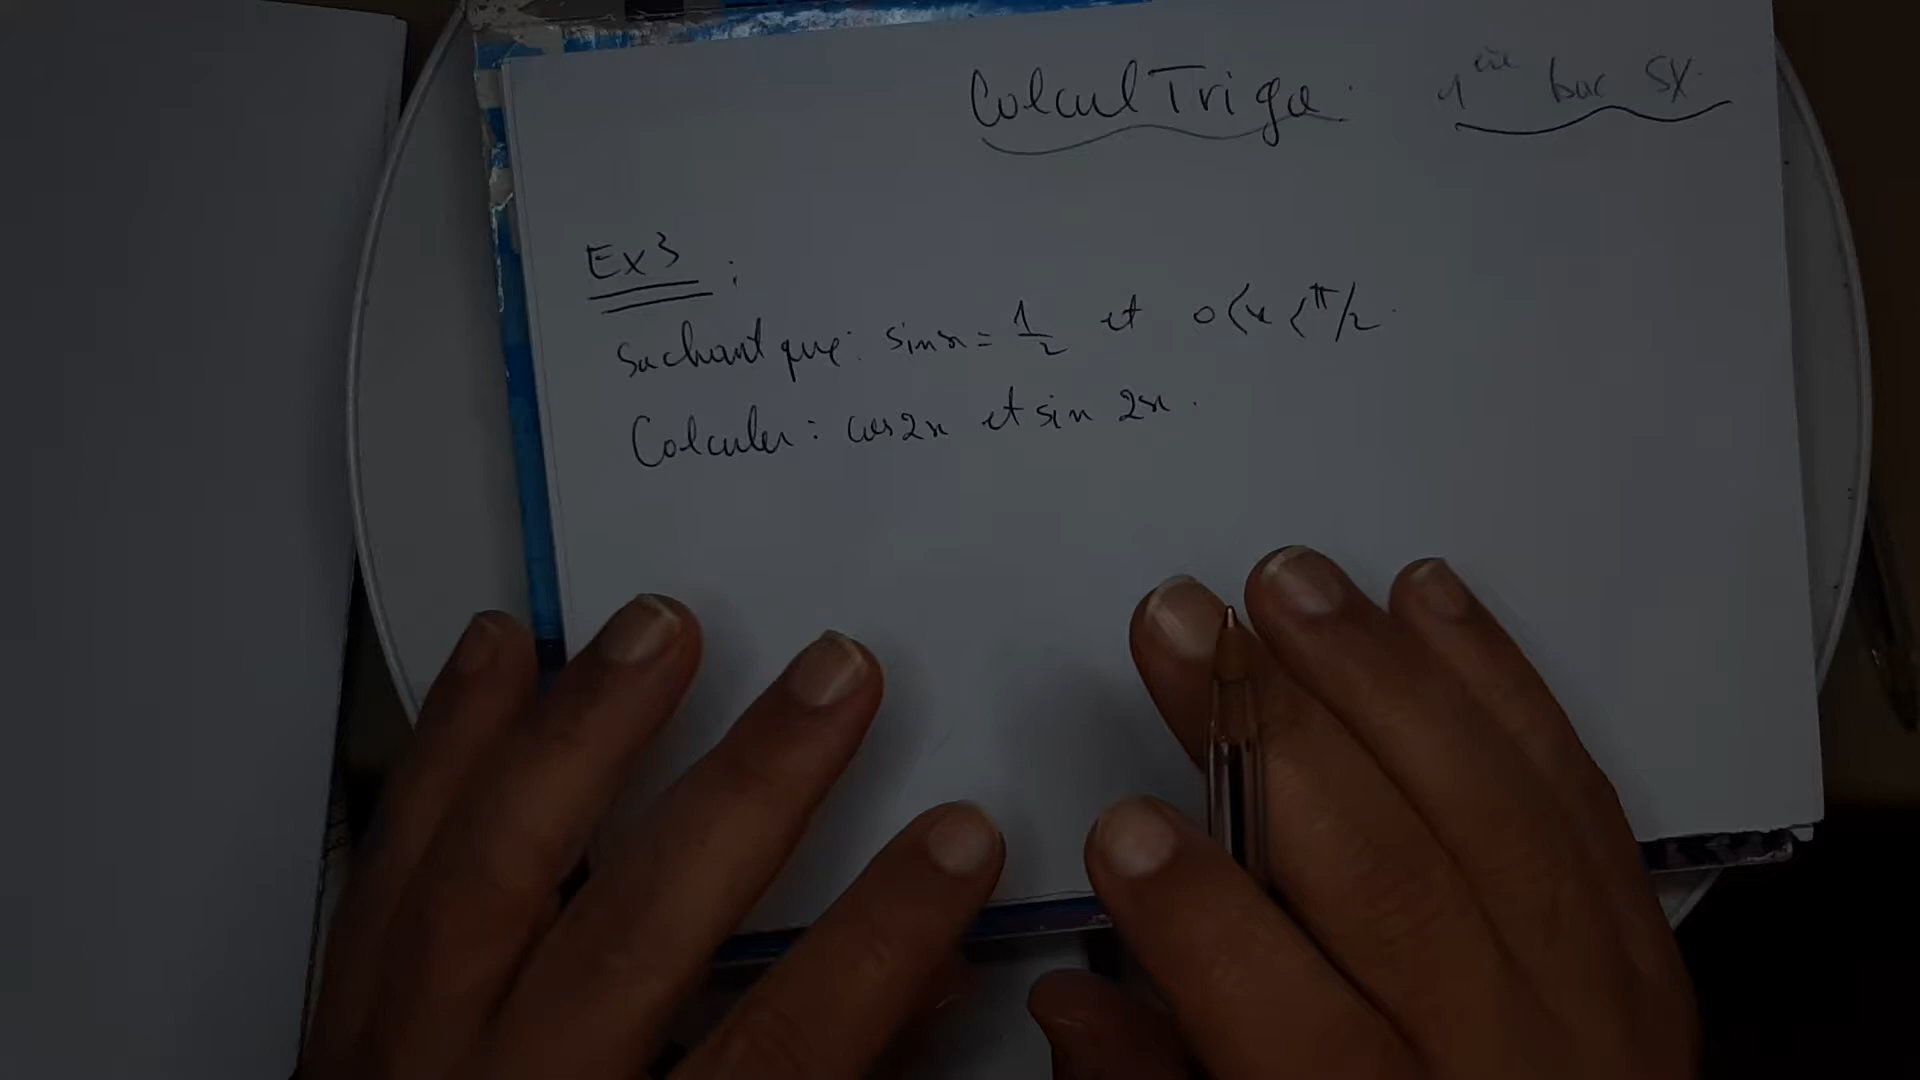 Calcul Trigo. 1ère bac SX.
Ex3 :
Sachant que: sin x = 1/2 et 0<x<π/2.
Calculer : cos 2x et sin 2x.